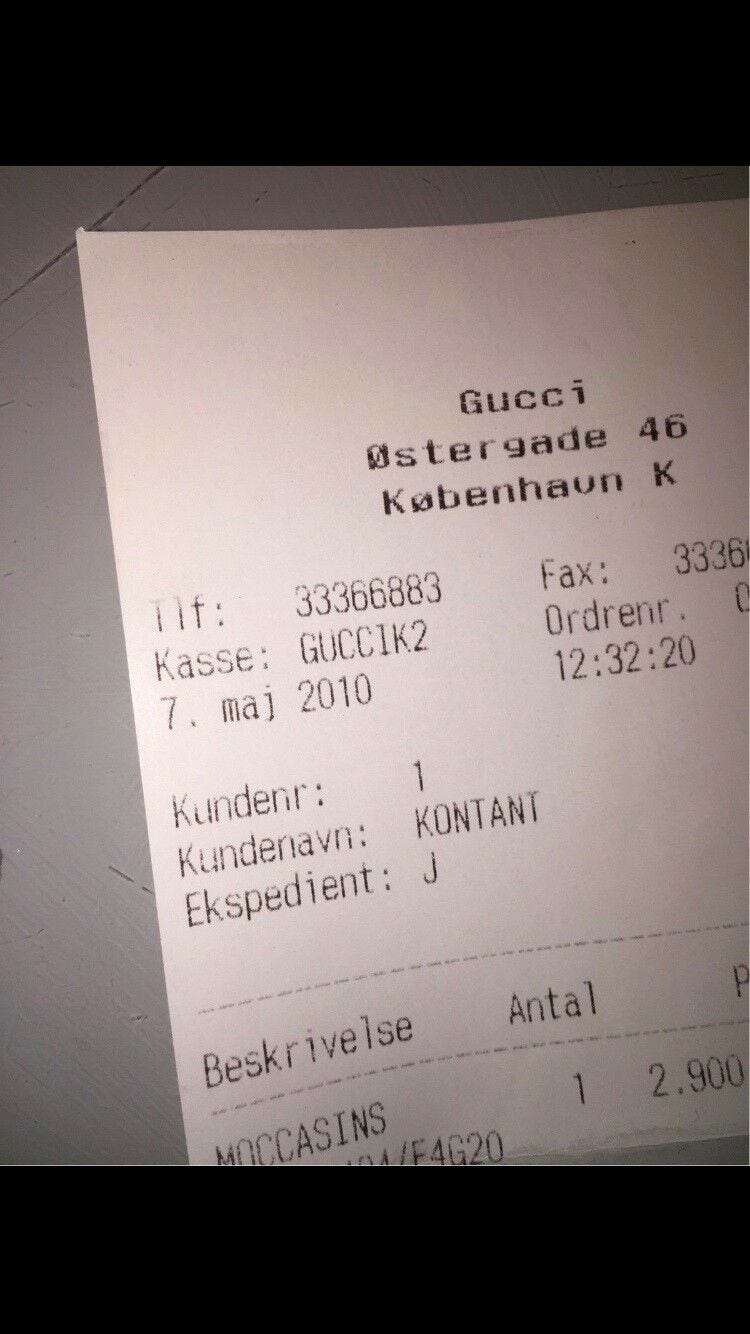 Gucci
Østergade 46
København K
Tlf: 33366883 Fax: 3336
Kasse: GUCCIK2 Ordrenr.
7. maj 2010 12:32:20
Kundenr: 1
Kundenavn: KONTANT
Ekspedient: J
Beskrivelse Antal P
MOCCASINS 1 2.900